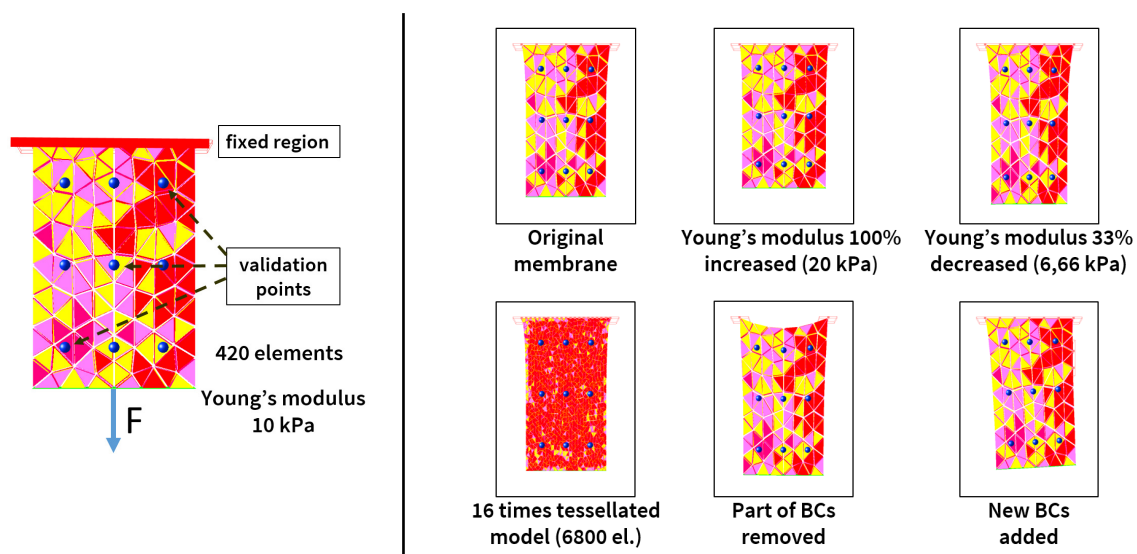 fixed region
validation
points
420 elements
Young's modulus
10 kPa
F
Original
membrane
Young's modulus 100%
increased (20 kPa)
Young's modulus 33%
decreased (6,66 kPa)
16 times tessellated
model (6800 el.)
Part of BCs
removed
New BCs
added